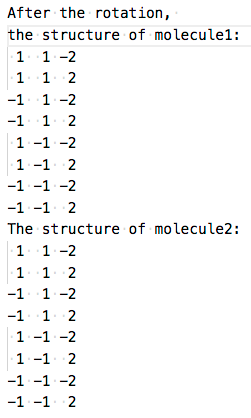 After the rotation,
the structure of molecule1:
 1  1 -2
 1  1  2
-1  1 -2
-1  1  2
 1 -1 -2
 1 -1  2
-1 -1 -2
-1 -1  2
The structure of molecule2:
 1  1 -2
 1  1  2
-1  1 -2
-1  1  2
 1 -1 -2
 1 -1  2
-1 -1 -2
-1 -1  2